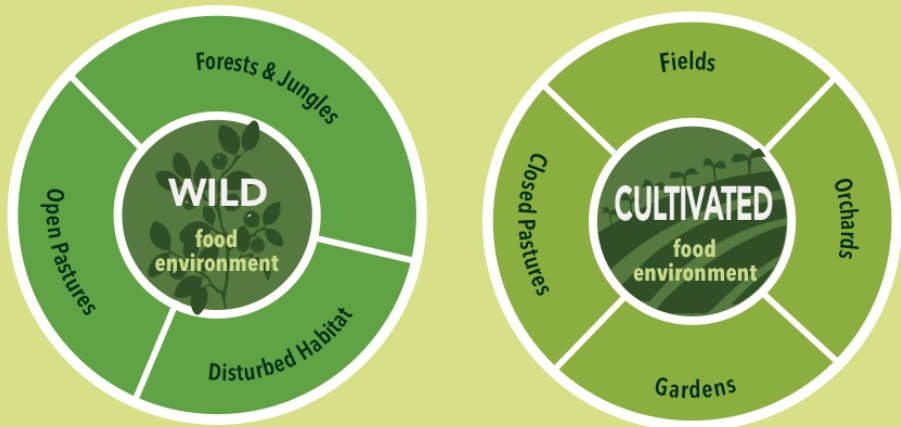 Forests & Jungles
Open Pastures
WILD
food
environment
Disturbed Habitat
Fields
Closed Pastures
CULTIVATED
food
environment
Orchards
Gardens